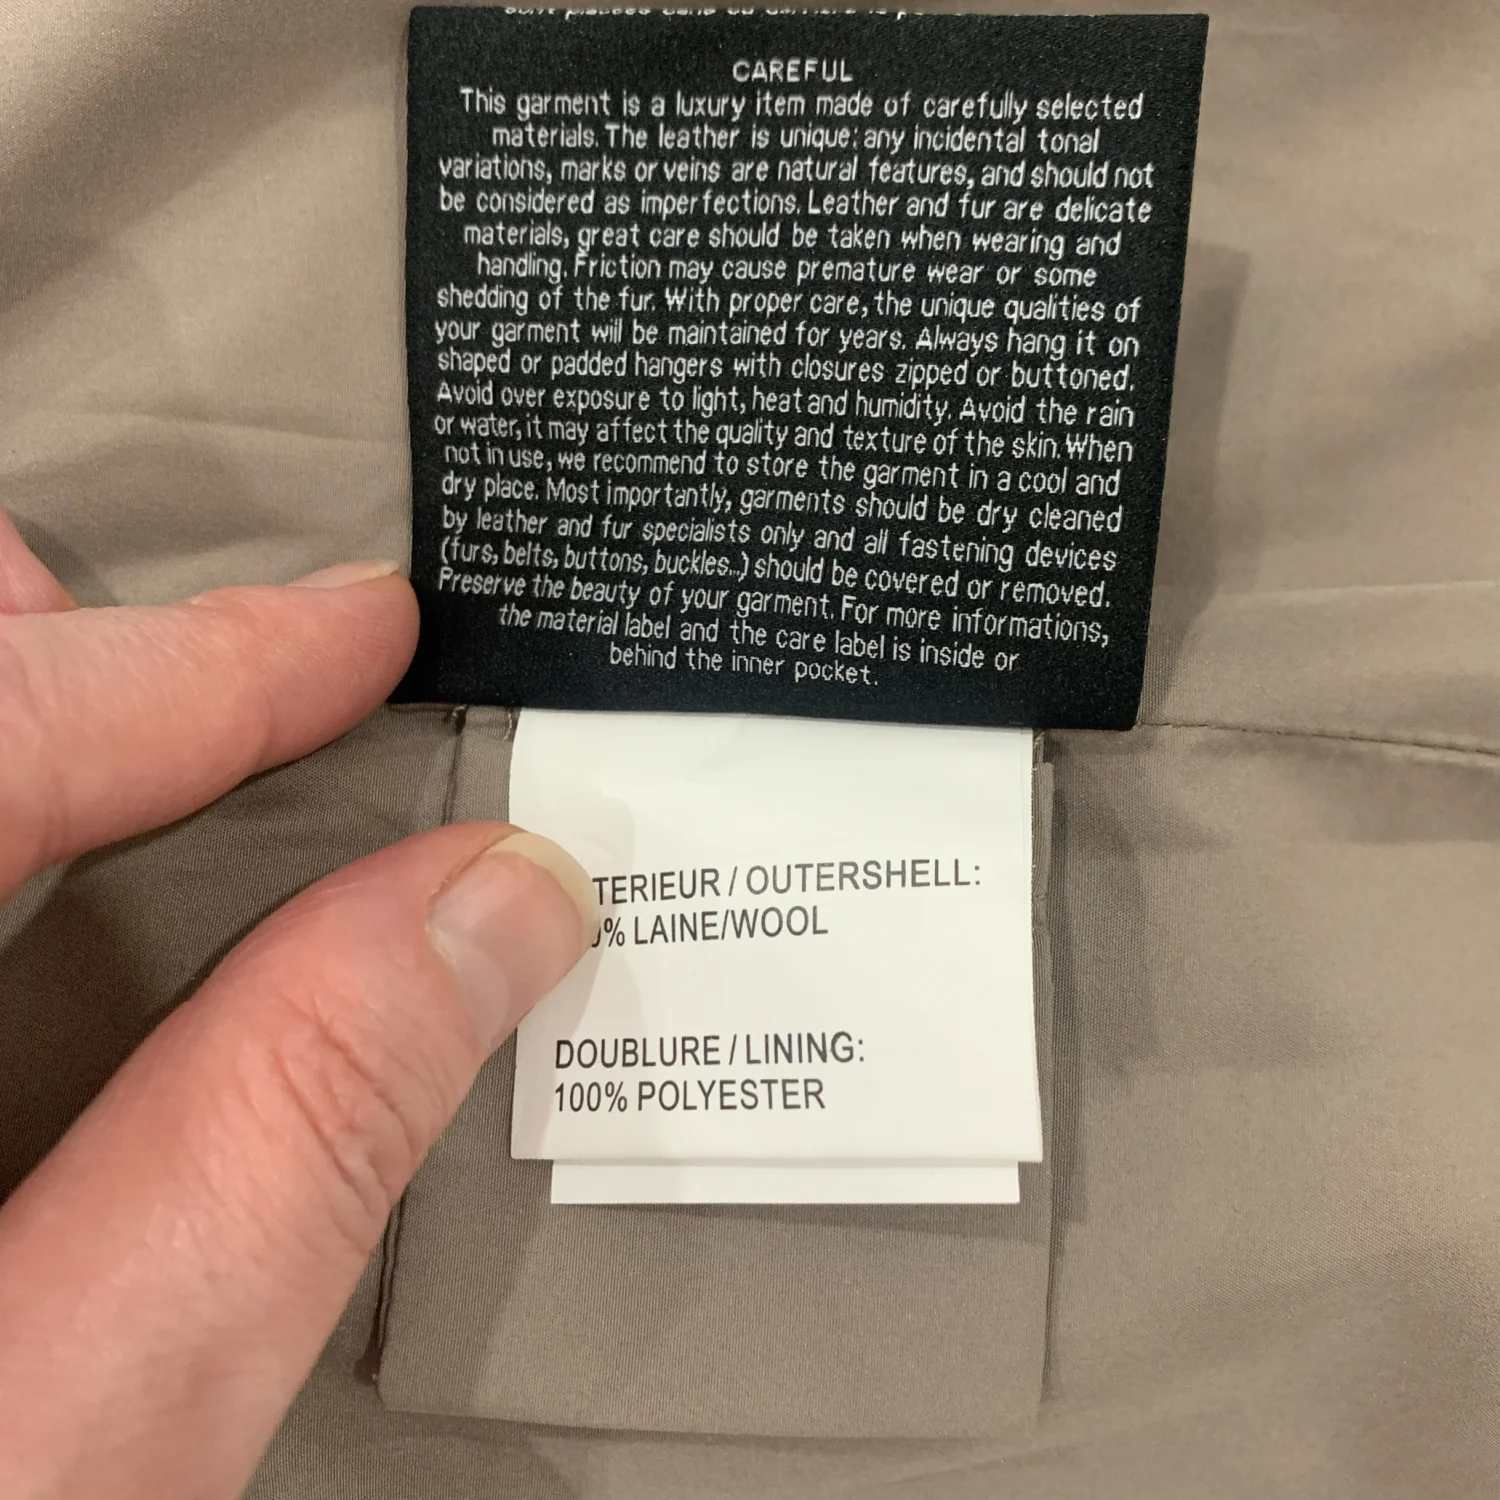 CAREFUL
This garment is a luxury item made of carefully selected
materials. The leather is unique: any incidental tonal
variations, marks or veins are natural features, and should not
be considered as imperfections. Leather and fur are delicate
materials, great care should be taken when wearing and
handling. Friction may cause premature wear or some
shedding of the fur. With proper care, the unique qualities of
your garment will be maintained for years. Always hang it on
shaped or padded hangers with closures zipped or buttoned.
Avoid over exposure to light, heat and humidity. Avoid the rain
or water, it may affect the quality and texture of the skin. When
not in use, we recommend to store the garment in a cool and
dry place. Most importantly, garments should be dry cleaned
by leather and fur specialists only and all fastening devices
(furs, belts, buttons, buckles...) should be covered or removed.
Preserve the beauty of your garment. For more informations,
the material label and the care label is inside or
behind the inner pocket.
TERIEUR / OUTERSHELL:
% LAINE/WOOL
DOUBLURE / LINING:
100% POLYESTER